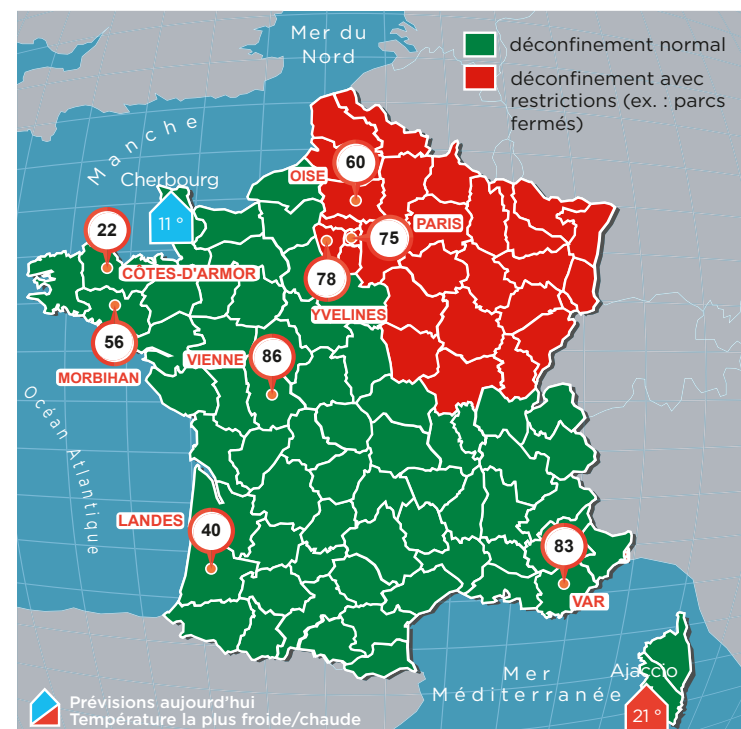 Mer du
Nord
déconfinement normal
déconfinement avec
restrictions (ex. : parcs
fermés)
Manche
Cherbourg
11 °
60
OISE
PARIS
75
22
CÔTES-D'ARMOR
78
YVELINES
56
MORBIHAN
VIENNE
86
Océan Atlantique
LANDES
40
83
VAR
Mer
Méditerranée
Ajaccio
21 °
Prévisions aujourd'hui
Température la plus froide/chaude